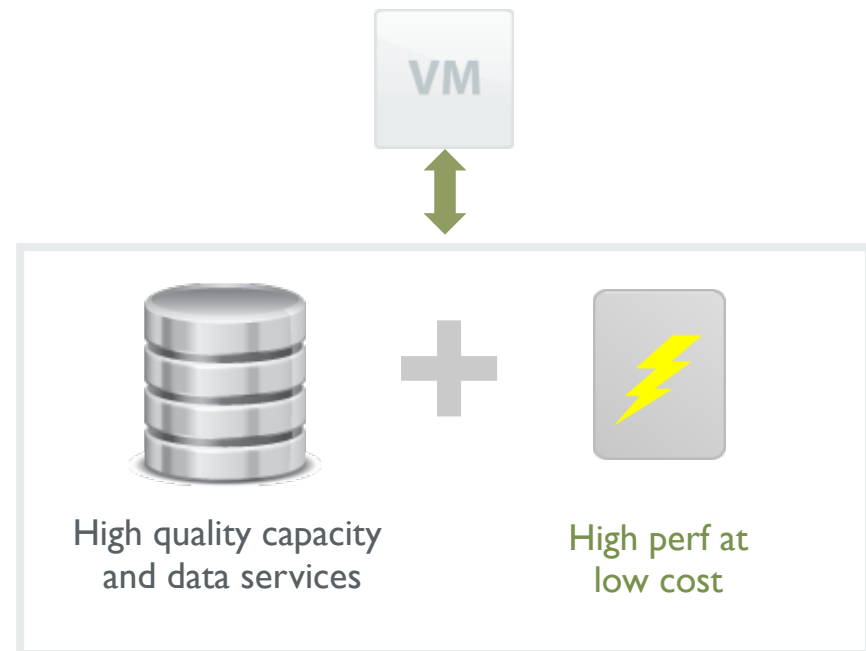 VM
High quality capacity
and data services
High perf at
low cost